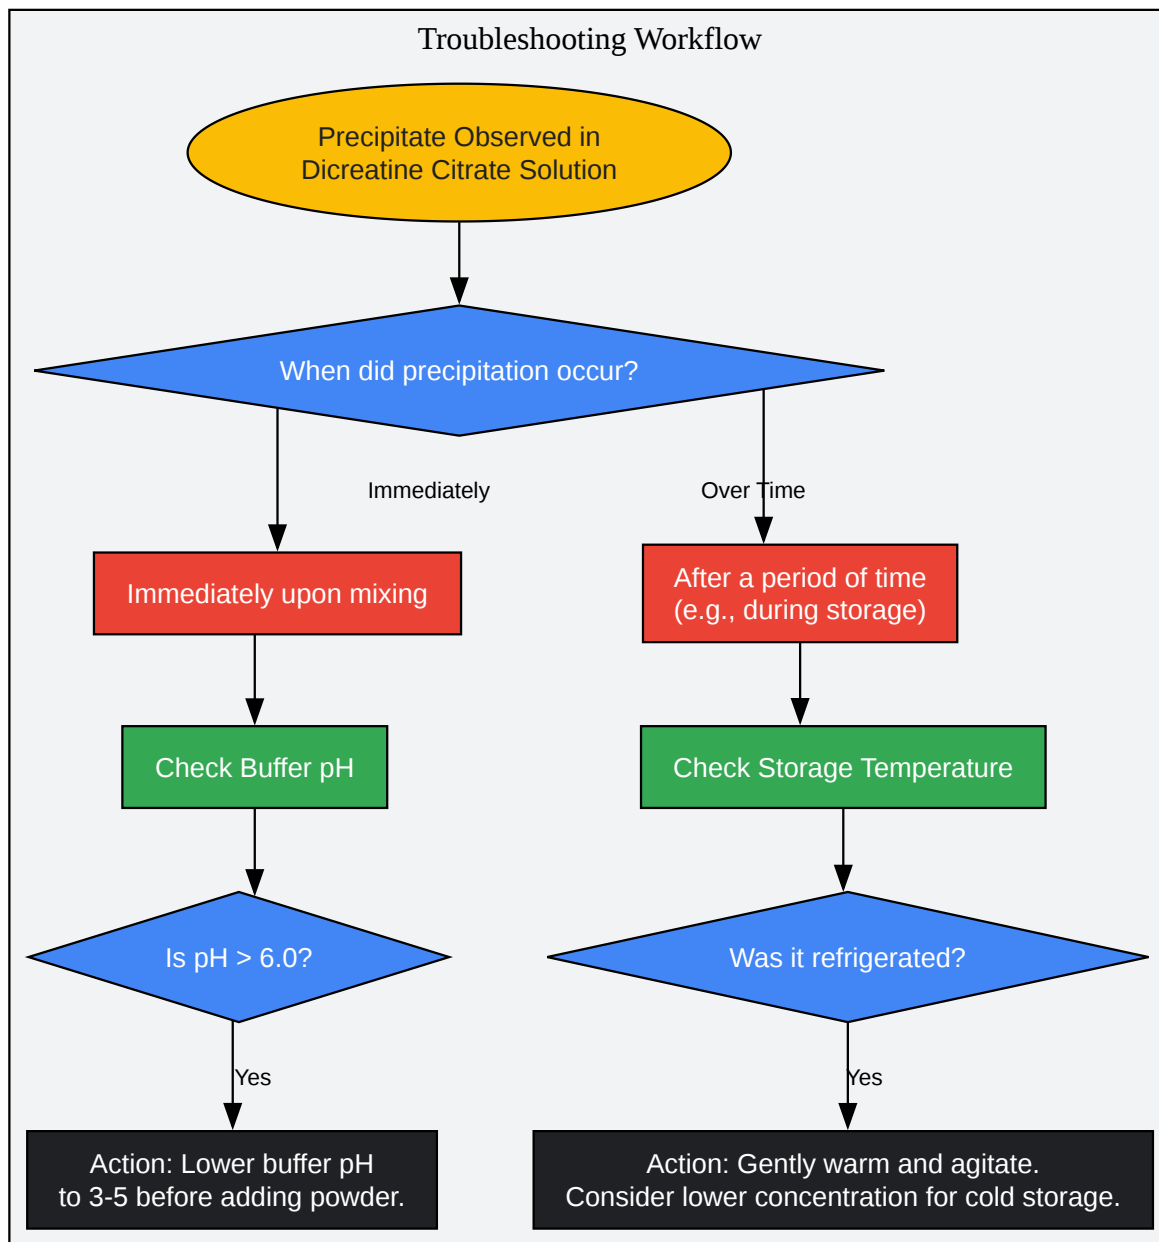 Troubleshooting Workflow
Precipitate Observed in
Dicreatine Citrate Solution
When did precipitation occur?
Immediately
Over Time
Immediately upon mixing
After a period of time
(e.g., during storage)
Check Buffer pH
Check Storage Temperature
Is pH > 6.0?
Was it refrigerated?
Yes
Yes
Action: Lower buffer pH
to 3-5 before adding powder.
Action: Gently warm and agitate.
Consider lower concentration for cold storage.